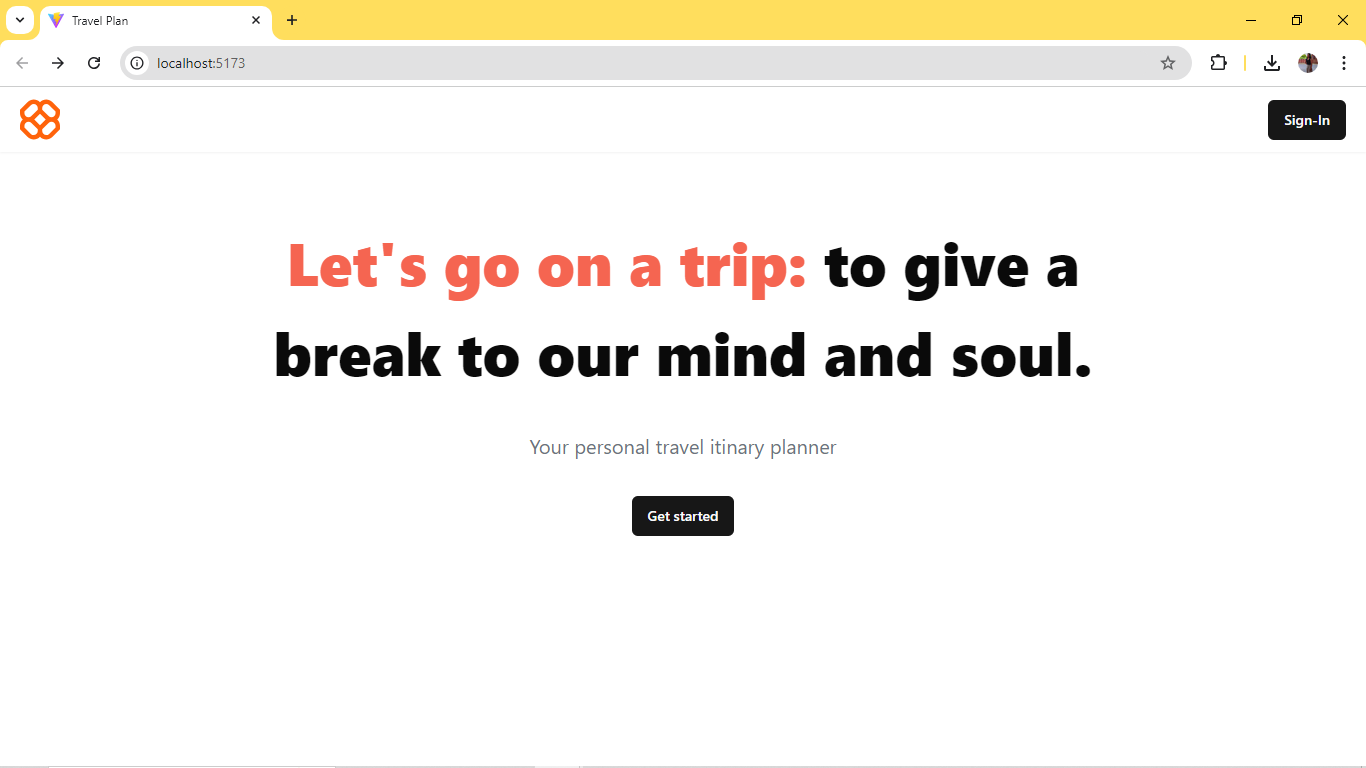 Travel Plan
localhost:5173
Sign-In
Let's go on a trip: to give a
break to our mind and soul.
Your personal travel itinary planner
Get started